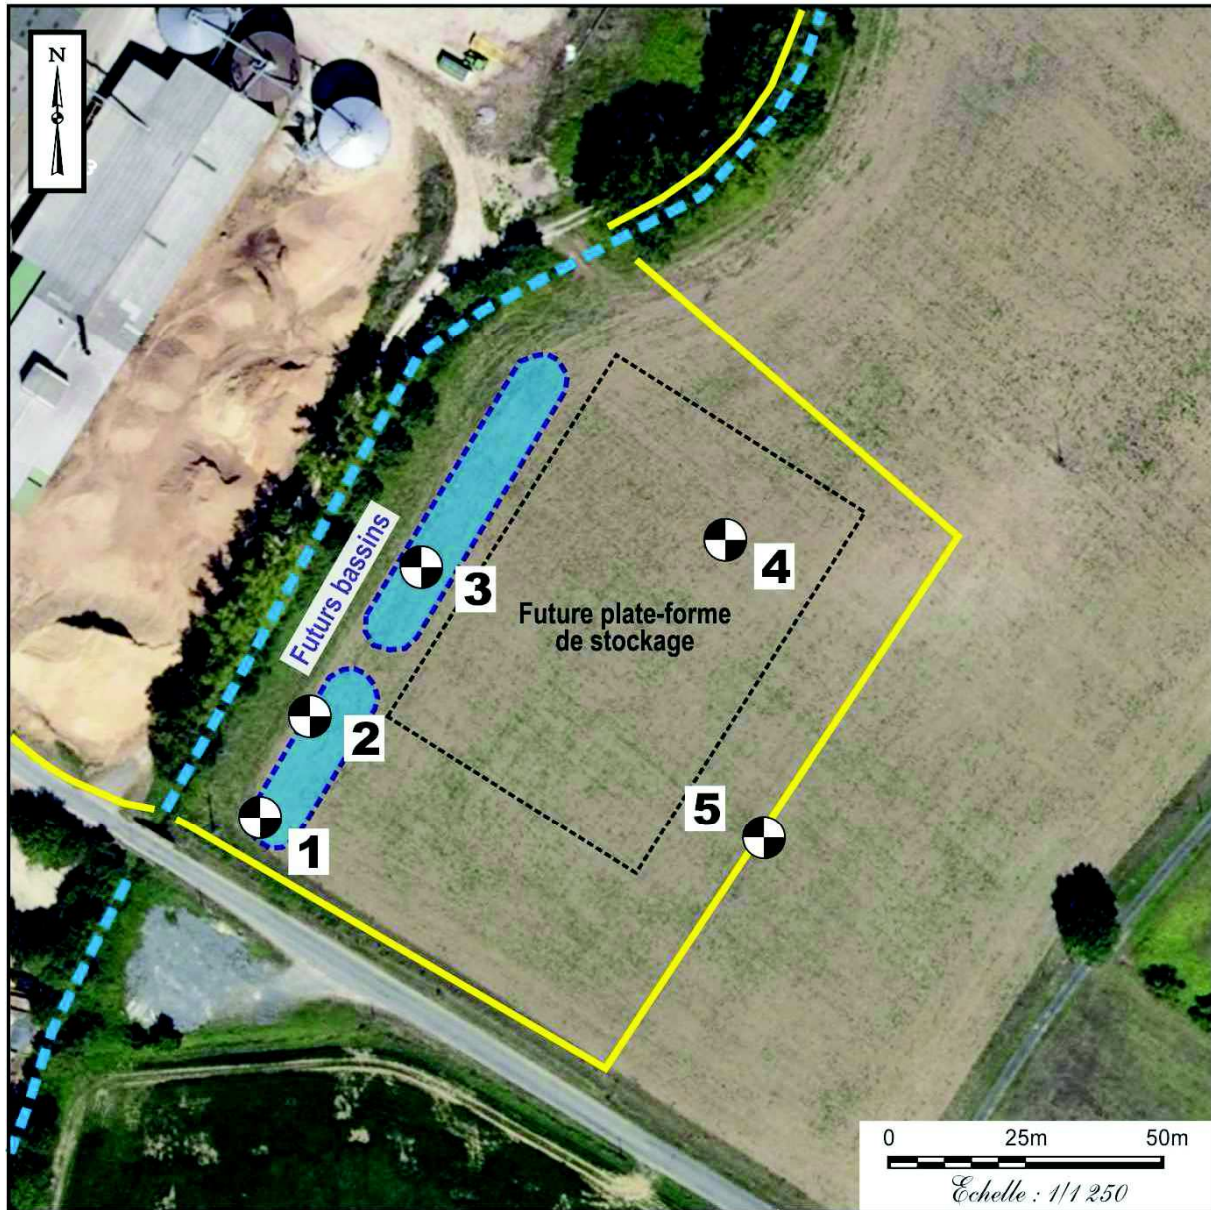 N
Futurs bassins
3
4
Future plate-forme
de stockage
2
5
1
0 25m 50m
Echelle : 1/1 250